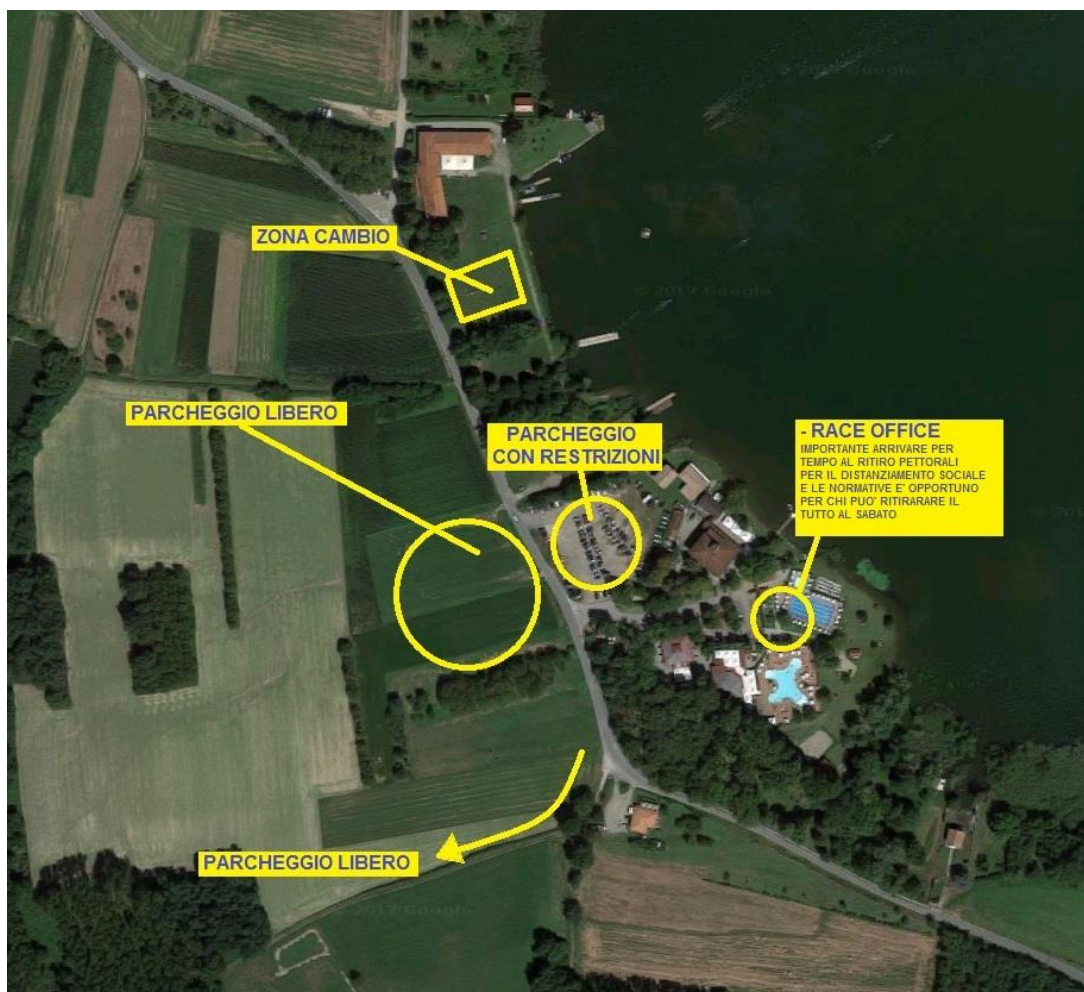 ZONA CAMBIO
PARCHEGGIO LIBERO
PARCHEGGIO
CON RESTRIZIONI
- RACE OFFICE
IMPORTANTE ARRIVARE PER
TEMPO AL RITIRO PETTORALI
PER IL DISTANZIAMENTO SOCIALE
E LE NORMATIVE E' OPPORTUNO
PER CHI PUO' RITIRARARE IL
TUTTO AL SABATO
PARCHEGGIO LIBERO